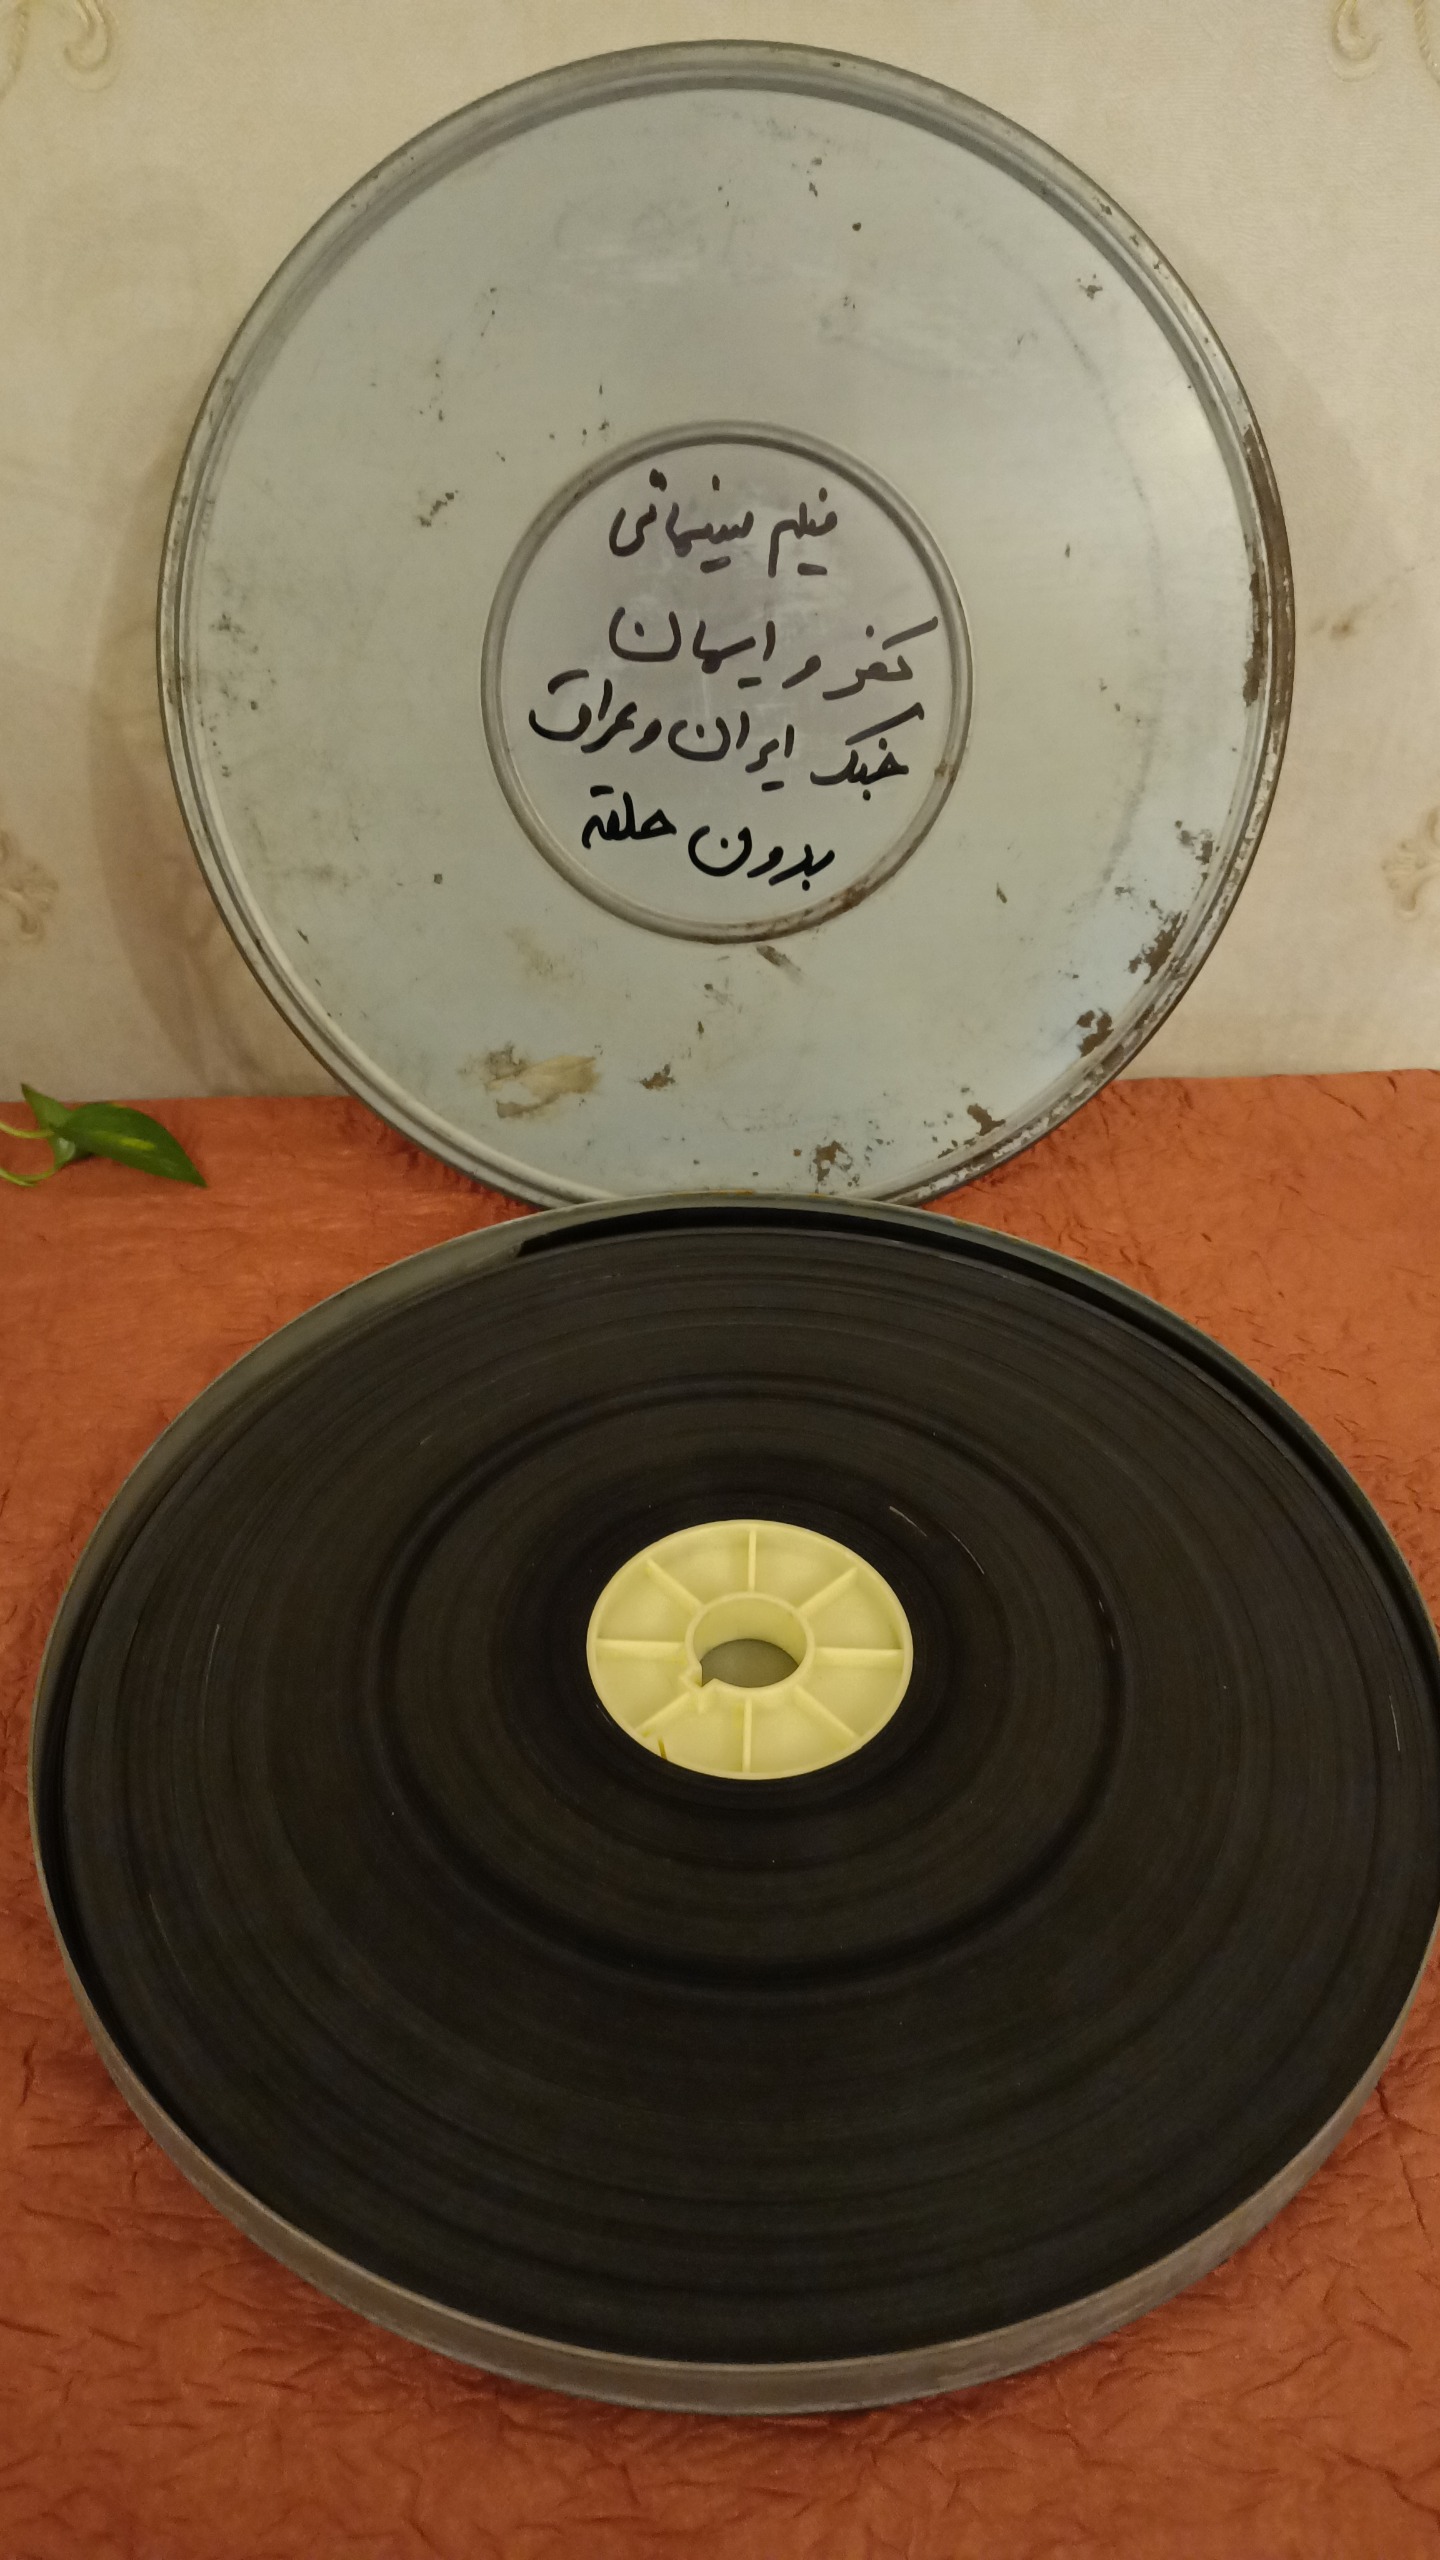 فیلم سینمائی
کفر و ایمان
جنگ ایران و عراق
بدون حلقه